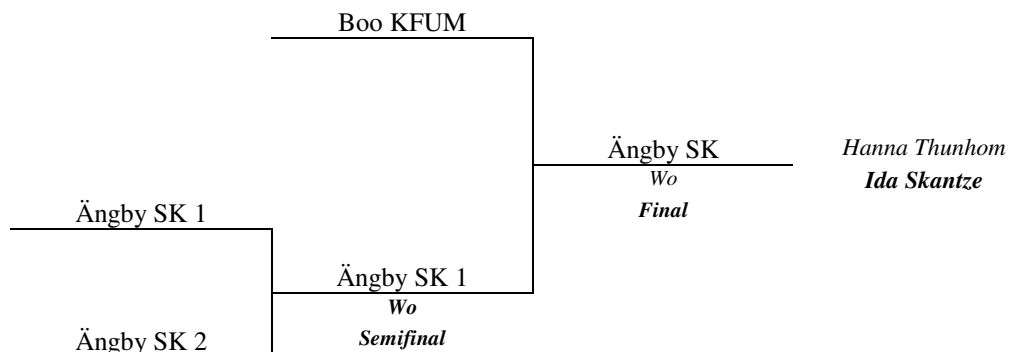 Boo KFUM
Ängby SK
Hanna Thunhom
Wo
Ida Skantze
Final
Ängby SK 1
Ängby SK 1
Wo
Semifinal
Ängby SK 2